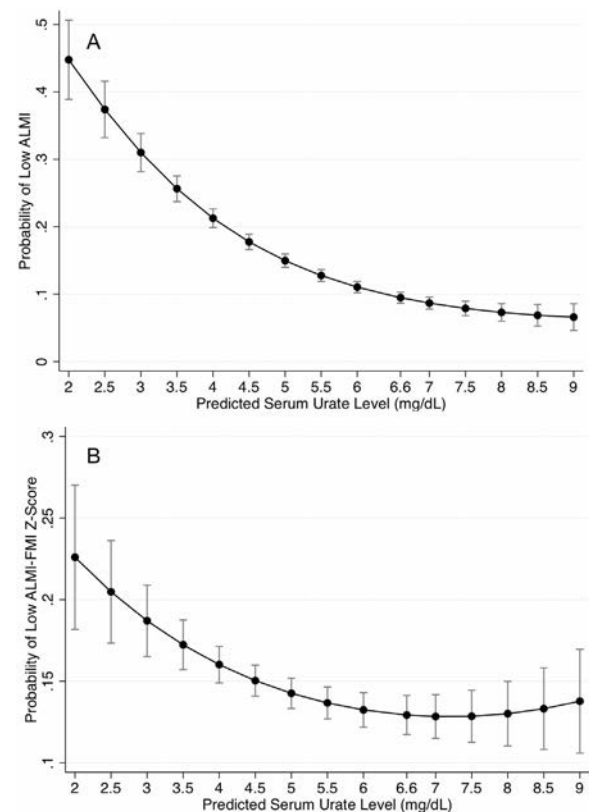 A
Probability of Low ALMI
.5
.4
.3
.2
.1
0
2 2.5 3 3.5 4 4.5 5 5.5 6 6.6 7 7.5 8 8.5 9
Predicted Serum Urate Level (mg/dL)
B
Probability of Low ALMI-FMI Z-Score
.3
.25
.2
.15
.1
2 2.5 3 3.5 4 4.5 5 5.5 6 6.6 7 7.5 8 8.5 9
Predicted Serum Urate Level (mg/dL)